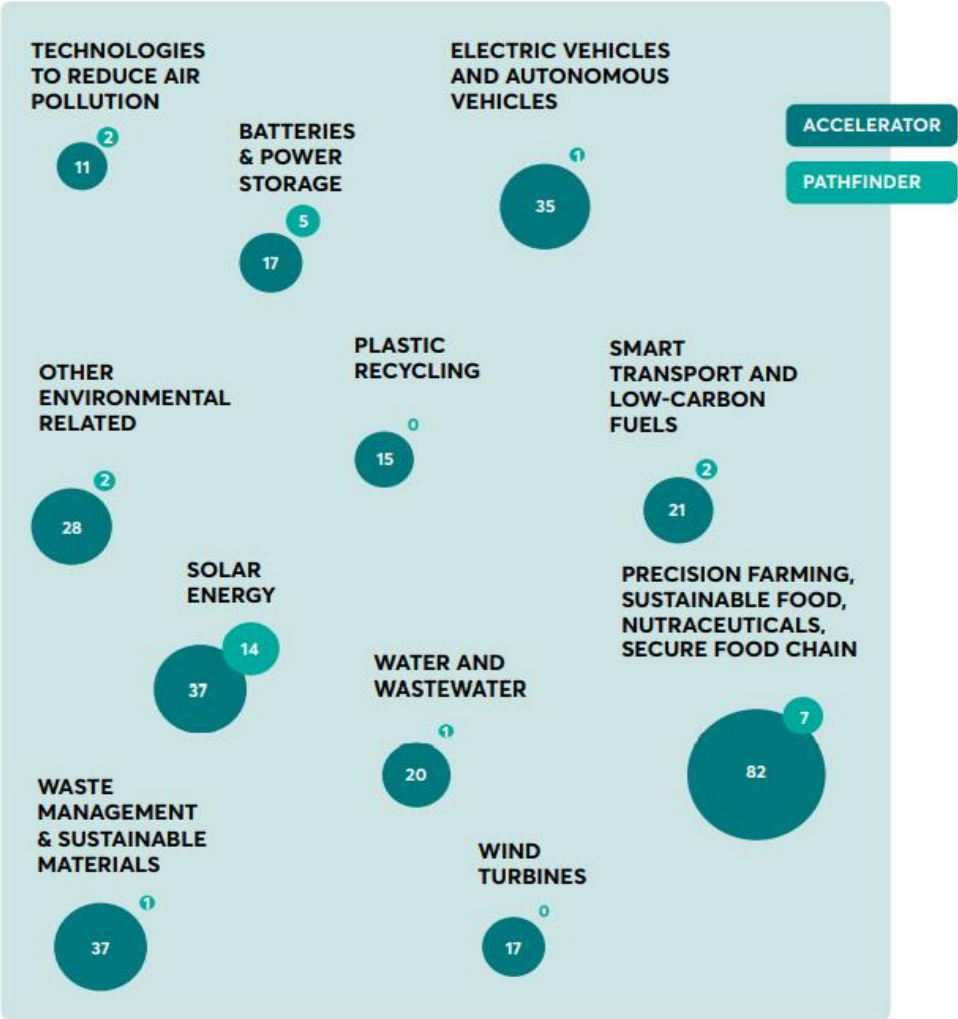 TECHNOLOGIES
TO REDUCE AIR
POLLUTION
2
11
BATTERIES
& POWER
STORAGE
5
17
ELECTRIC VEHICLES
AND AUTONOMOUS
VEHICLES
1
35
ACCELERATOR
PATHFINDER
OTHER
ENVIRONMENTAL
RELATED
2
28
PLASTIC
RECYCLING
0
15
SMART
TRANSPORT AND
LOW-CARBON
FUELS
2
21
SOLAR
ENERGY
14
37
WATER AND
WASTEWATER
1
20
PRECISION FARMING,
SUSTAINABLE FOOD,
NUTRACEUTICALS,
SECURE FOOD CHAIN
7
82
WASTE
MANAGEMENT
& SUSTAINABLE
MATERIALS
1
37
WIND
TURBINES
0
17